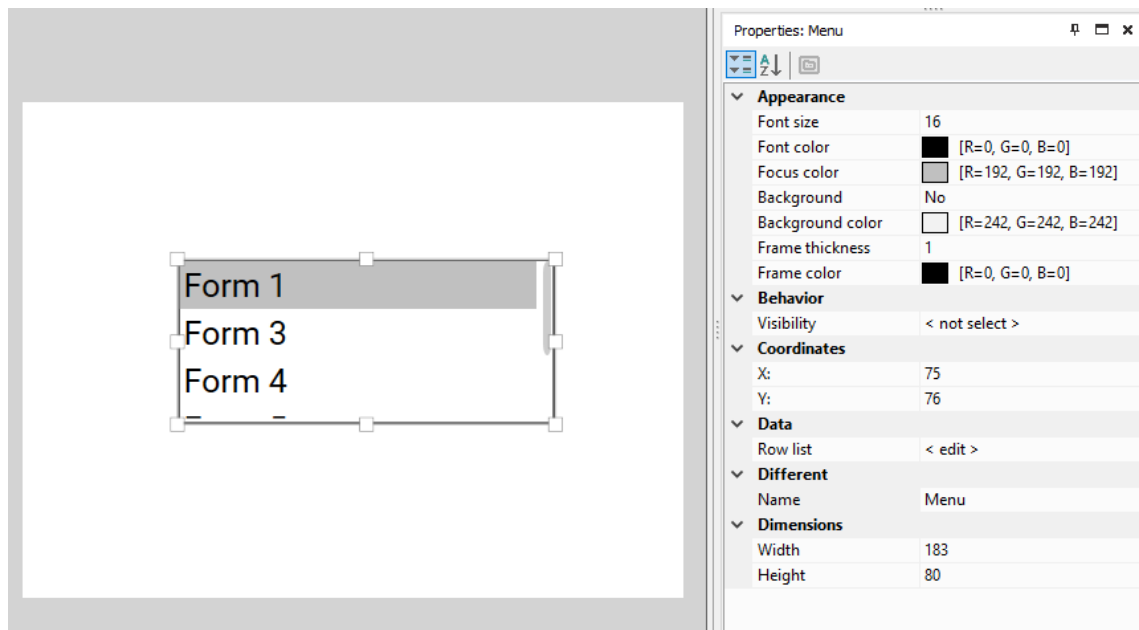 Form 1
Form 3
Form 4
Properties: Menu
Appearance
Font size 16
Font color [R=0, G=0, B=0]
Focus color [R=192, G=192, B=192]
Background No
Background color [R=242, G=242, B=242]
Frame thickness 1
Frame color [R=0, G=0, B=0]
Behavior
Visibility < not select >
Coordinates
X: 75
Y: 76
Data
Row list < edit >
Different
Name Menu
Dimensions
Width 183
Height 80